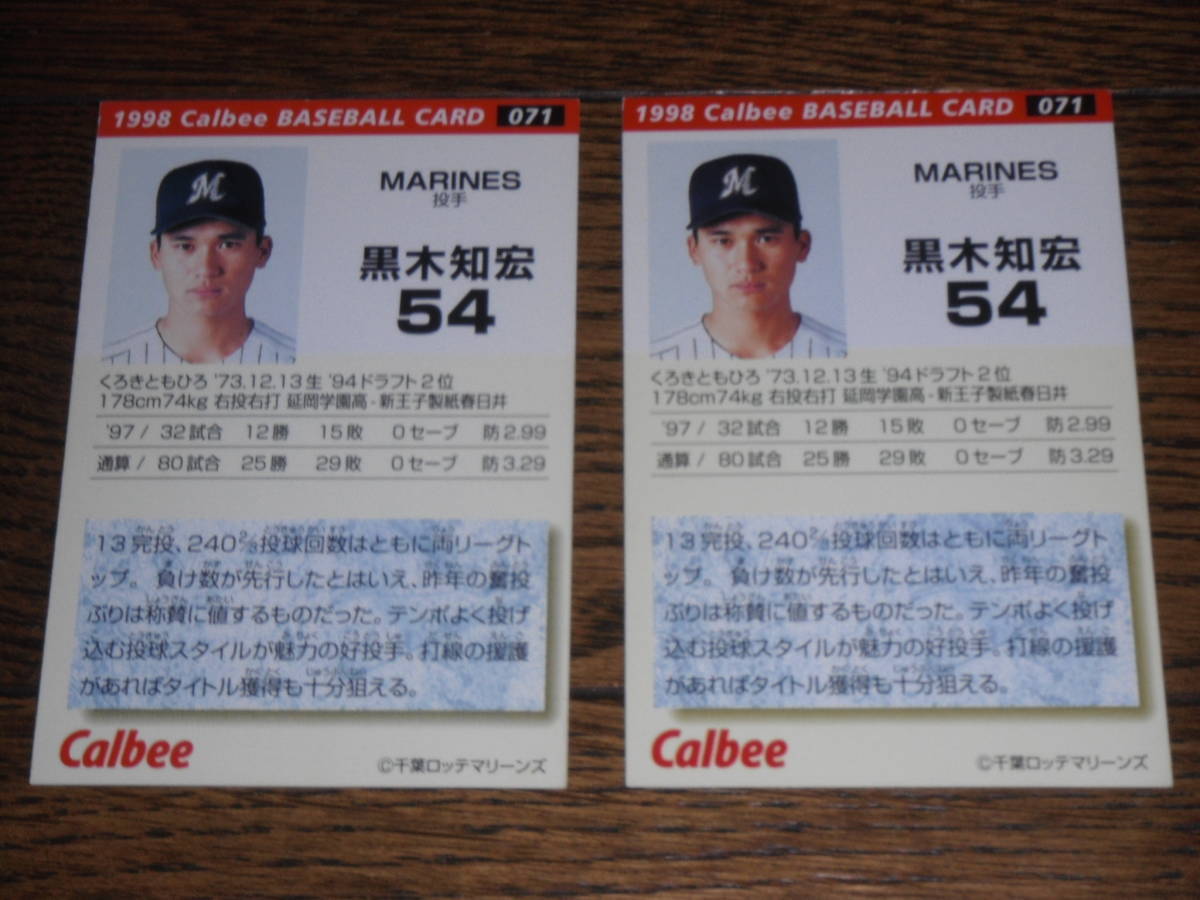 1998 Calbee BASEBALL CARD 071
MARINES
投手
黒木知宏
54
くろきともひろ '73.12.13生 '94ドラフト2位
178cm74kg 右投右打 延岡学園高-新王子製紙春日井
'97/ 32試合 12勝 15敗 0セーブ 防2.99
通算/ 80試合 25勝 29敗 0セーブ 防3.29
13完投、240⅔投球回数はともに両リーグト
ップ。負け数が先行したとはいえ、昨年の奮投
ぶりは称賛に値するものだった。テンポよく投げ
込む投球スタイルが魅力の好投手。打線の援護
があればタイトル獲得も十分狙える。
Calbee
©千葉ロッテマリーンズ
1998 Calbee BASEBALL CARD 071
MARINES
投手
黒木知宏
54
くろきともひろ '73.12.13生 '94ドラフト2位
178cm74kg 右投右打 延岡学園高-新王子製紙春日井
'97/ 32試合 12勝 15敗 0セーブ 防2.99
通算/ 80試合 25勝 29敗 0セーブ 防3.29
13完投、240⅔投球回数はともに両リーグト
ップ。負け数が先行したとはいえ、昨年の奮投
ぶりは称賛に値するものだった。テンポよく投げ
込む投球スタイルが魅力の好投手。打線の援護
があればタイトル獲得も十分狙える。
Calbee
©千葉ロッテマリーンズ